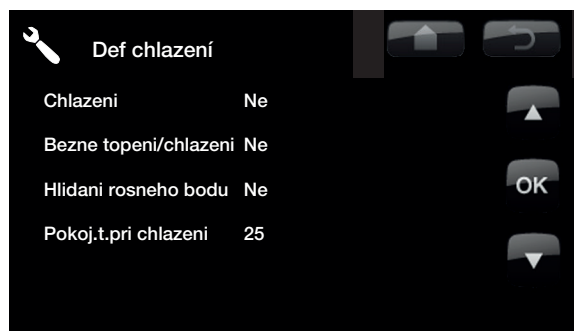 Def chlazení
Chlazeni Ne
Bezne topeni/chlazeni Ne
Hlidani rosneho bodu Ne
OK
Pokoj.t.pri chlazeni 25